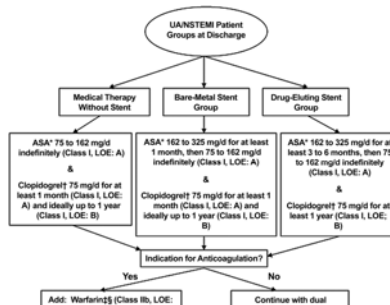 UA/NSTEMI Patient
Groups at Discharge
Medical Therapy
Without Stent
Bare-Metal Stent
Group
Drug-Eluting Stent
Group
ASA* 75 to 162 mg/d
indefinitely (Class I, LOE: A)
&
Clopidogrel† 75 mg/d for at
least 1 month (Class I, LOE:
A) and ideally up to 1 year
(Class I, LOE: B)
ASA* 162 to 325 mg/d for at least
1 month, then 75 to 162 mg/d
indefinitely (Class I, LOE: A)
&
Clopidogrel† 75 mg/d for at least 1
month (Class I, LOE: A) and
ideally up to 1 year (Class I, LOE:
B)
ASA* 162 to 325 mg/d for at
least 3 to 6 months, then 75
to 162 mg/d indefinitely
(Class I, LOE: A)
&
Clopidogrel† 75 mg/d for at
least 1 year (Class I, LOE;
B)
Indication for Anticoagulation?
Yes
No
Add: Warfarin‡§ (Class IIb, LOE:
Continue with dual